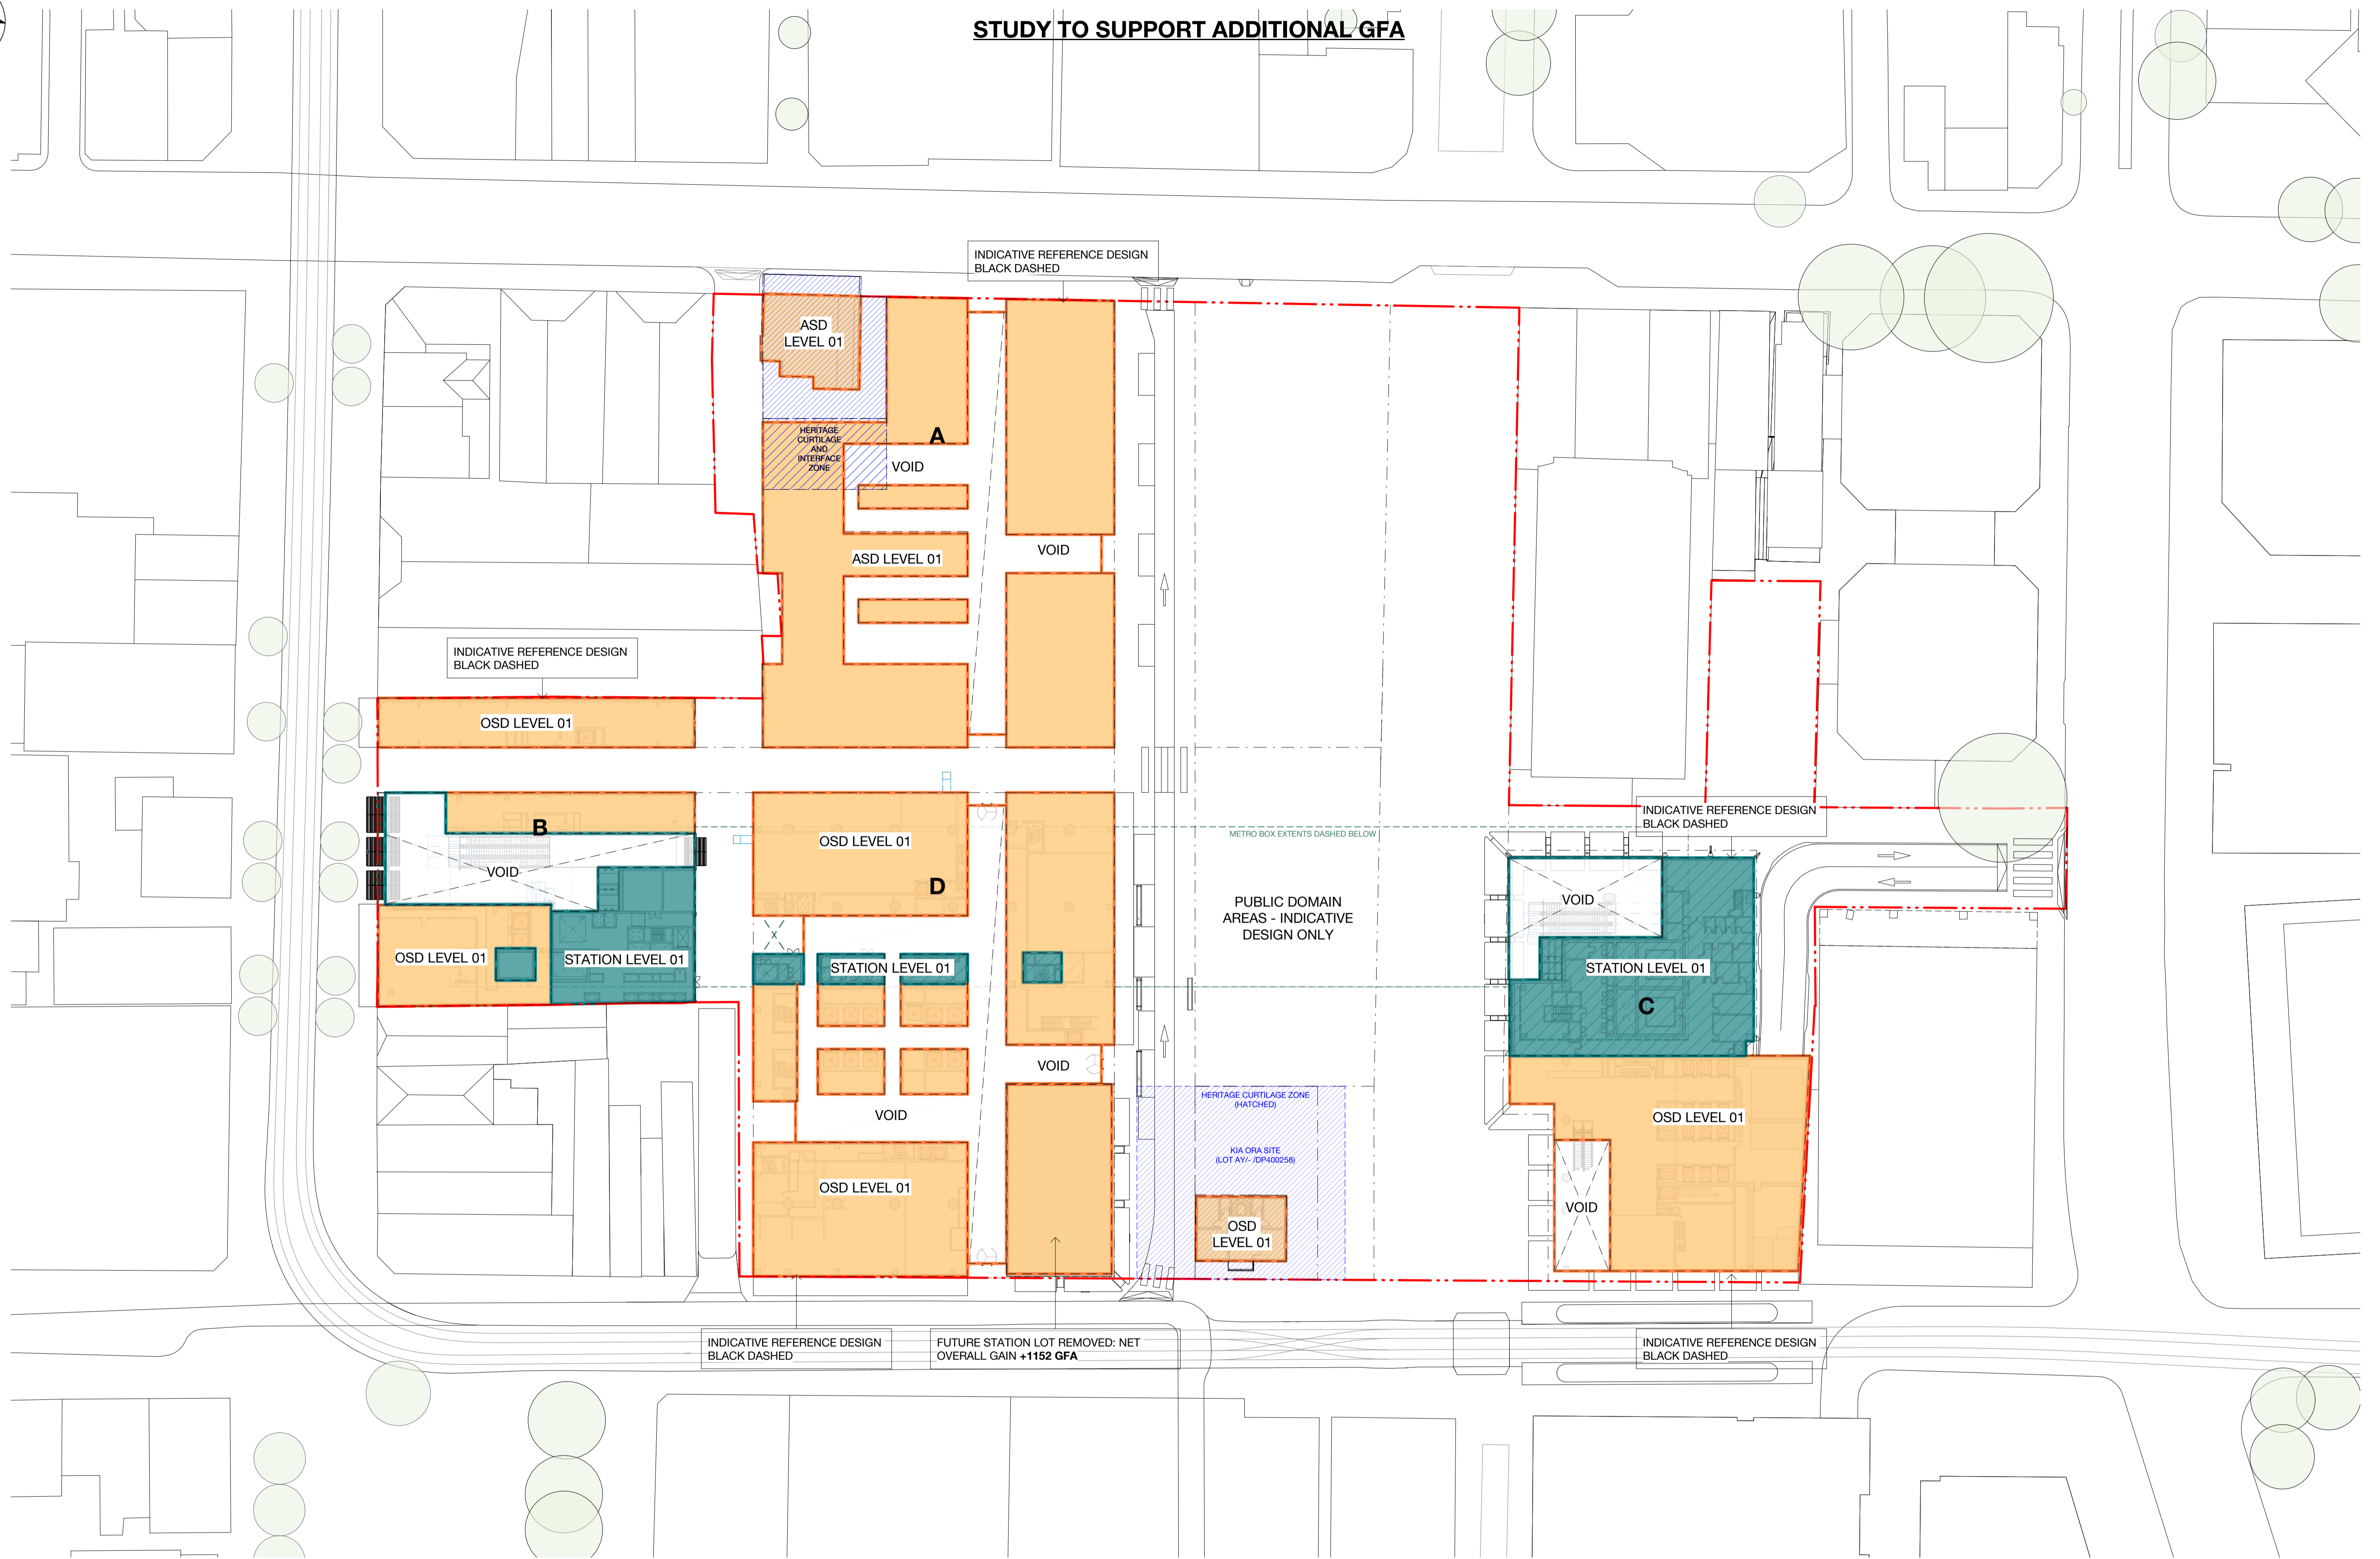 STUDY TO SUPPORT ADDITIONAL GFA
INDICATIVE REFERENCE DESIGN
BLACK DASHED
ASD
LEVEL 01
A
HERITAGE
CURTILAGE
AND
INTERFACE
ZONE
VOID
VOID
ASD LEVEL 01
INDICATIVE REFERENCE DESIGN
BLACK DASHED
OSD LEVEL 01
B
VOID
OSD LEVEL 01
STATION LEVEL 01
OSD LEVEL 01
D
STATION LEVEL 01
VOID
VOID
OSD LEVEL 01
METRO BOX EXTENTS DASHED BELOW
PUBLIC DOMAIN
AREAS - INDICATIVE
DESIGN ONLY
HERITAGE CURTILAGE ZONE
(HATCHED)
KIA ORA SITE
(LOT AY/- /DP400258)
OSD
LEVEL 01
INDICATIVE REFERENCE DESIGN
BLACK DASHED
VOID
STATION LEVEL 01
C
OSD LEVEL 01
VOID
INDICATIVE REFERENCE DESIGN
BLACK DASHED
FUTURE STATION LOT REMOVED: NET
OVERALL GAIN +1152 GFA
INDICATIVE REFERENCE DESIGN
BLACK DASHED